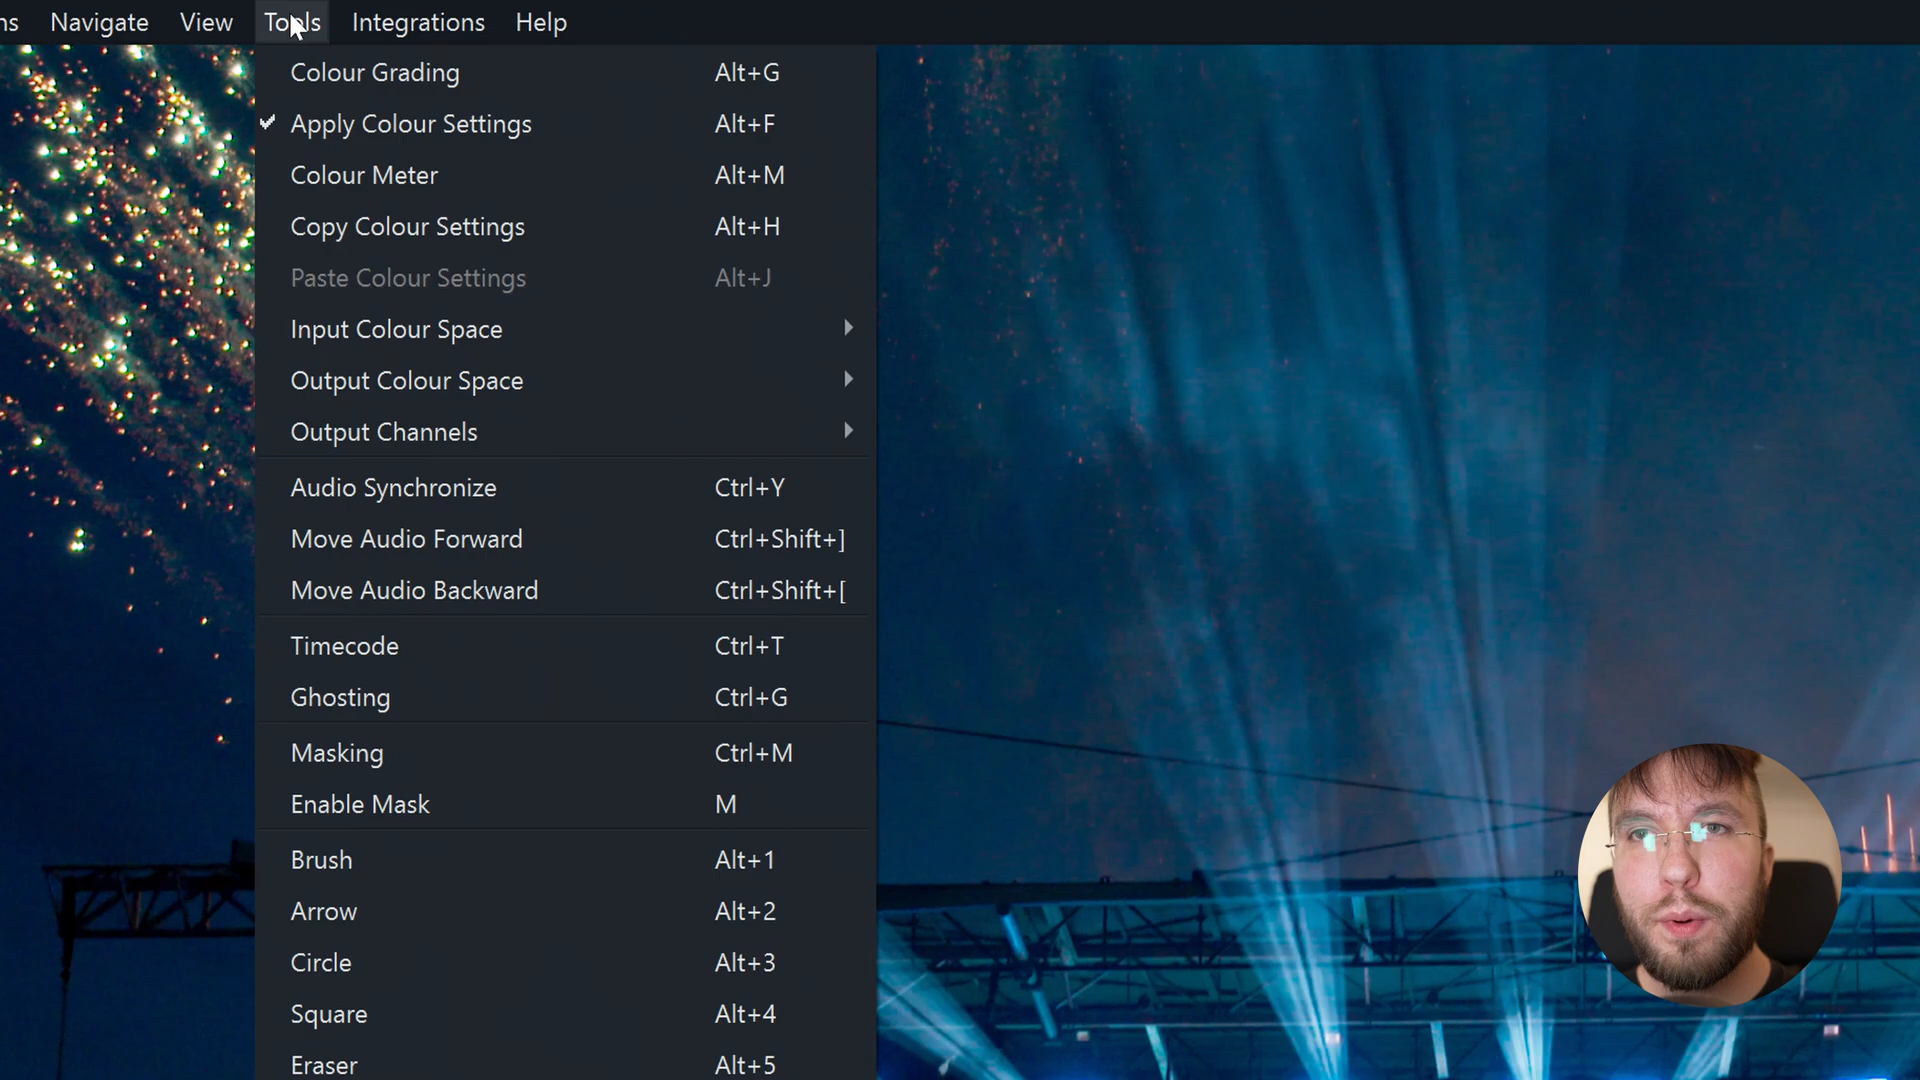 ns Navigate View Tools Integrations Help
Colour Grading Alt+G
Apply Colour Settings Alt+F
Colour Meter Alt+M
Copy Colour Settings Alt+H
Paste Colour Settings Alt+J
Input Colour Space
Output Colour Space
Output Channels
Audio Synchronize Ctrl+Y
Move Audio Forward Ctrl+Shift+]
Move Audio Backward Ctrl+Shift+[
Timecode Ctrl+T
Ghosting Ctrl+G
Masking Ctrl+M
Enable Mask M
Brush Alt+1
Arrow Alt+2
Circle Alt+3
Square Alt+4
Eraser Alt+5